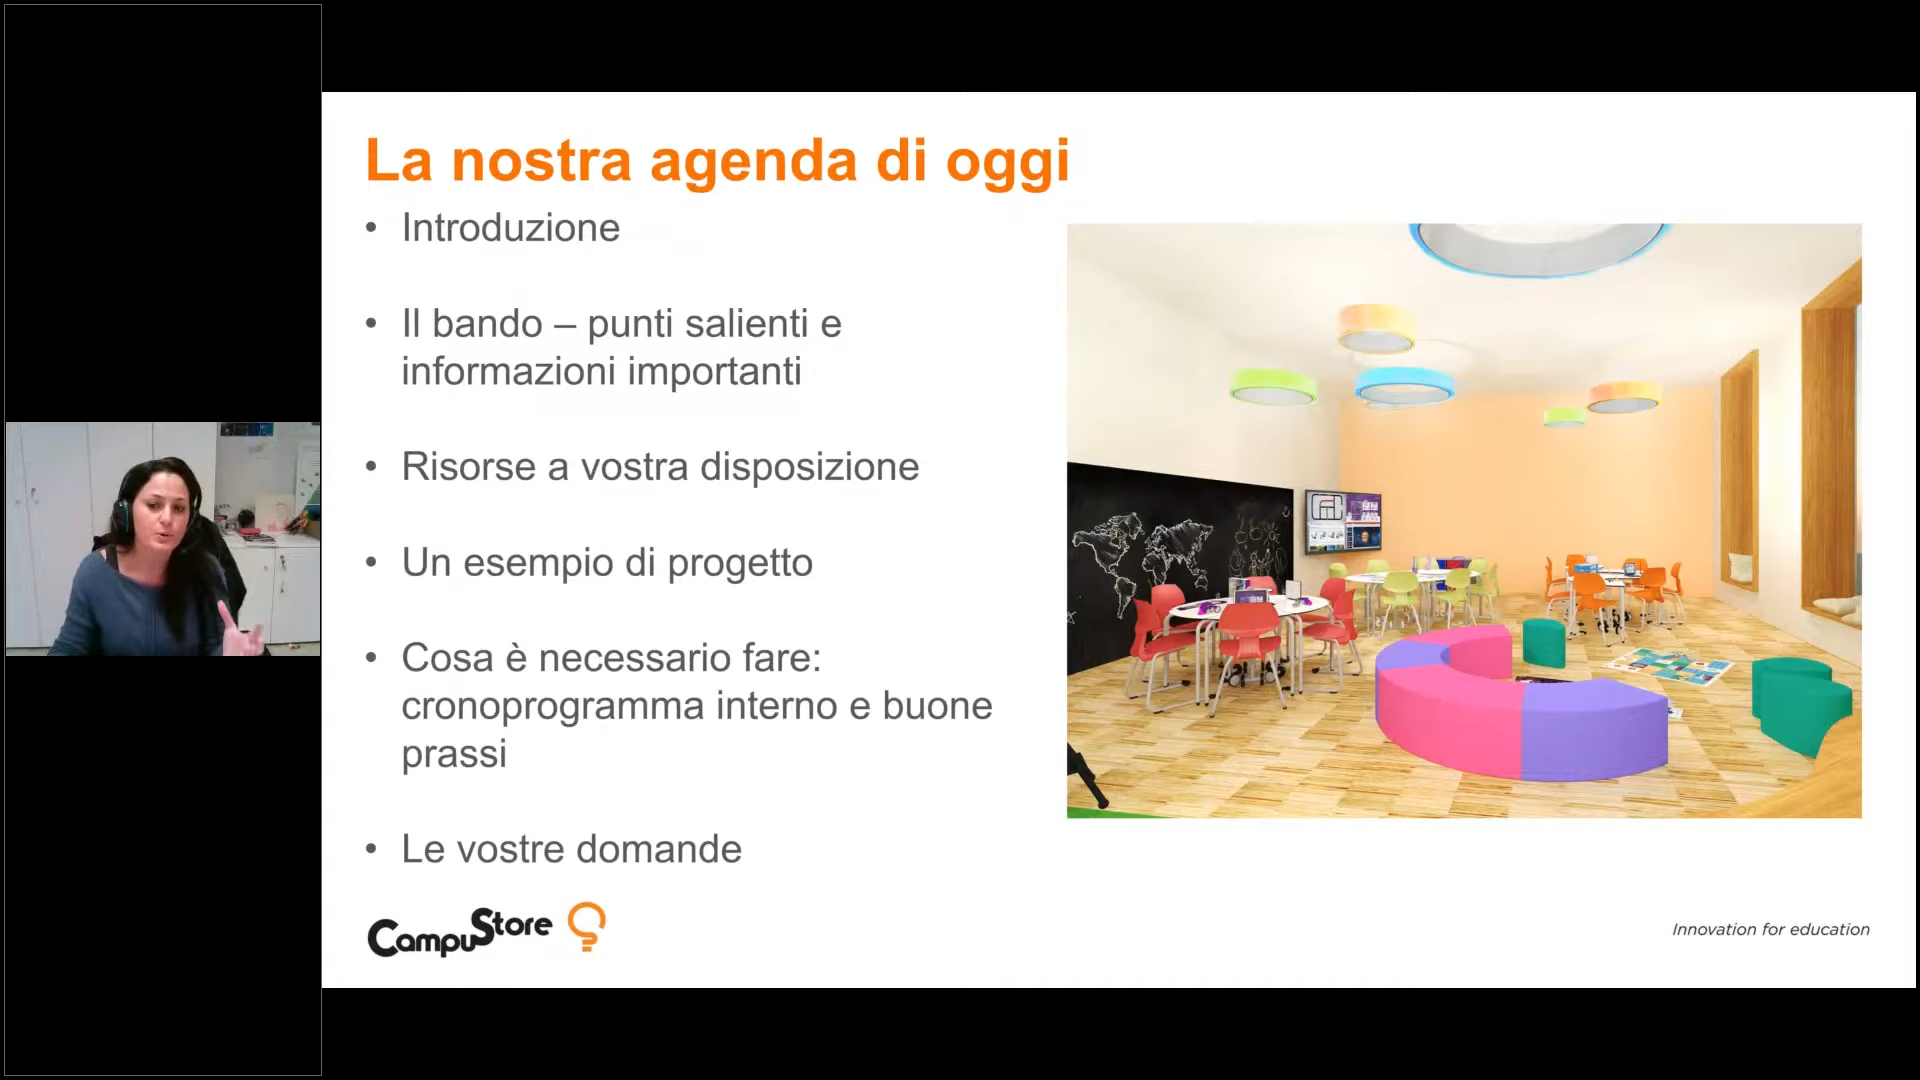 La nostra agenda di oggi
• Introduzione
• Il bando – punti salienti e
informazioni importanti
• Risorse a vostra disposizione
• Un esempio di progetto
• Cosa è necessario fare:
cronoprogramma interno e buone
prassi
• Le vostre domande
CampuStore
Innovation for education